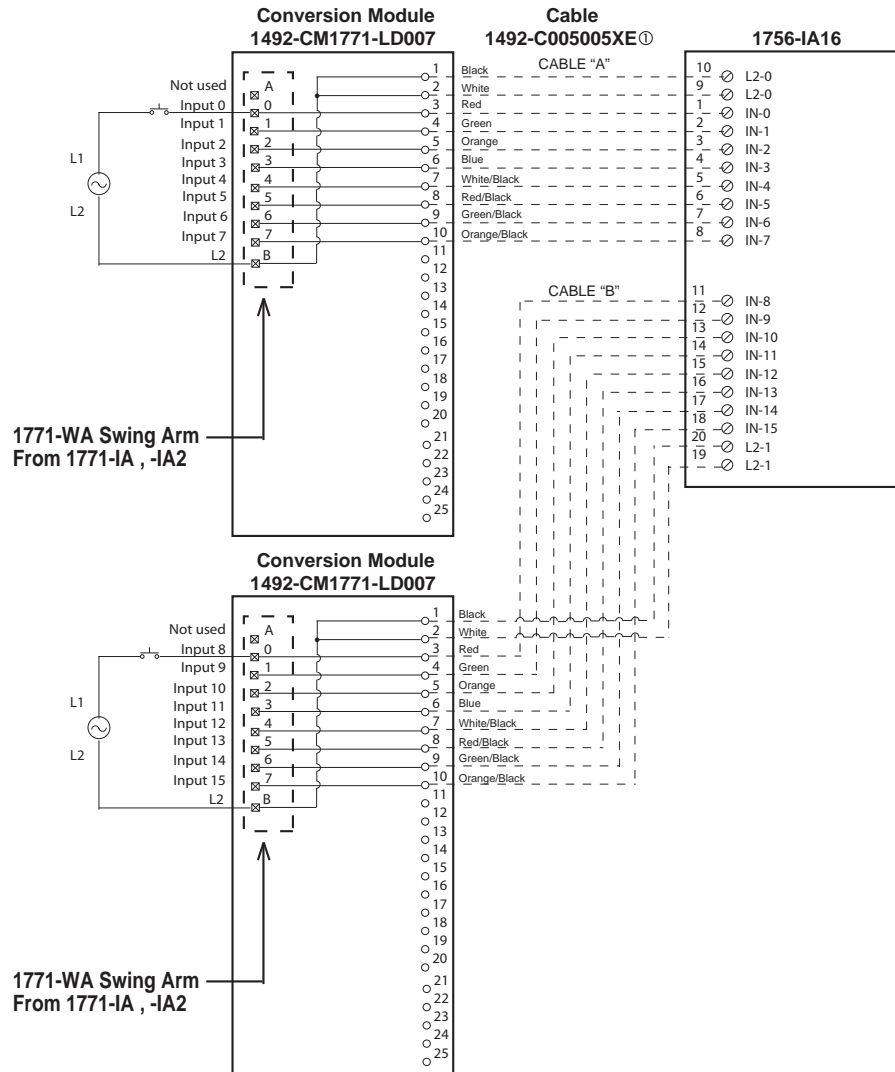 Conversion Module
1492-CM1771-LD007
Cable
1492-C005005XE①
1756-IA16
CABLE “A”
Not used A
Input 0 0
Input 1 1
Input 2 2
Input 3 3
Input 4 4
Input 5 5
Input 6 6
Input 7 7
L2 B
L1
L2
1 Black 10 L2-0
2 White 9 L2-0
3 Red 1 IN-0
4 Green 2 IN-1
5 Orange 3 IN-2
6 Blue 4 IN-3
7 White/Black 5 IN-4
8 Red/Black 6 IN-5
9 Green/Black 7 IN-6
10 Orange/Black 8 IN-7
11
12
13
14
15
16
17
18
19
20
21
22
23
24
25
CABLE “B”
11 IN-8
12 IN-9
13 IN-10
14 IN-11
15 IN-12
16 IN-13
17 IN-14
18 IN-15
20 L2-1
19 L2-1
1771-WA Swing Arm
From 1771-IA , -IA2
Conversion Module
1492-CM1771-LD007
Not used A
Input 8 0
Input 9 1
Input 10 2
Input 11 3
Input 12 4
Input 13 5
Input 14 6
Input 15 7
L2 B
L1
L2
1 Black
2 White
3 Red
4 Green
5 Orange
6 Blue
7 White/Black
8 Red/Black
9 Green/Black
10 Orange/Black
11
12
13
14
15
16
17
18
19
20
21
22
23
24
25
1771-WA Swing Arm
From 1771-IA , -IA2